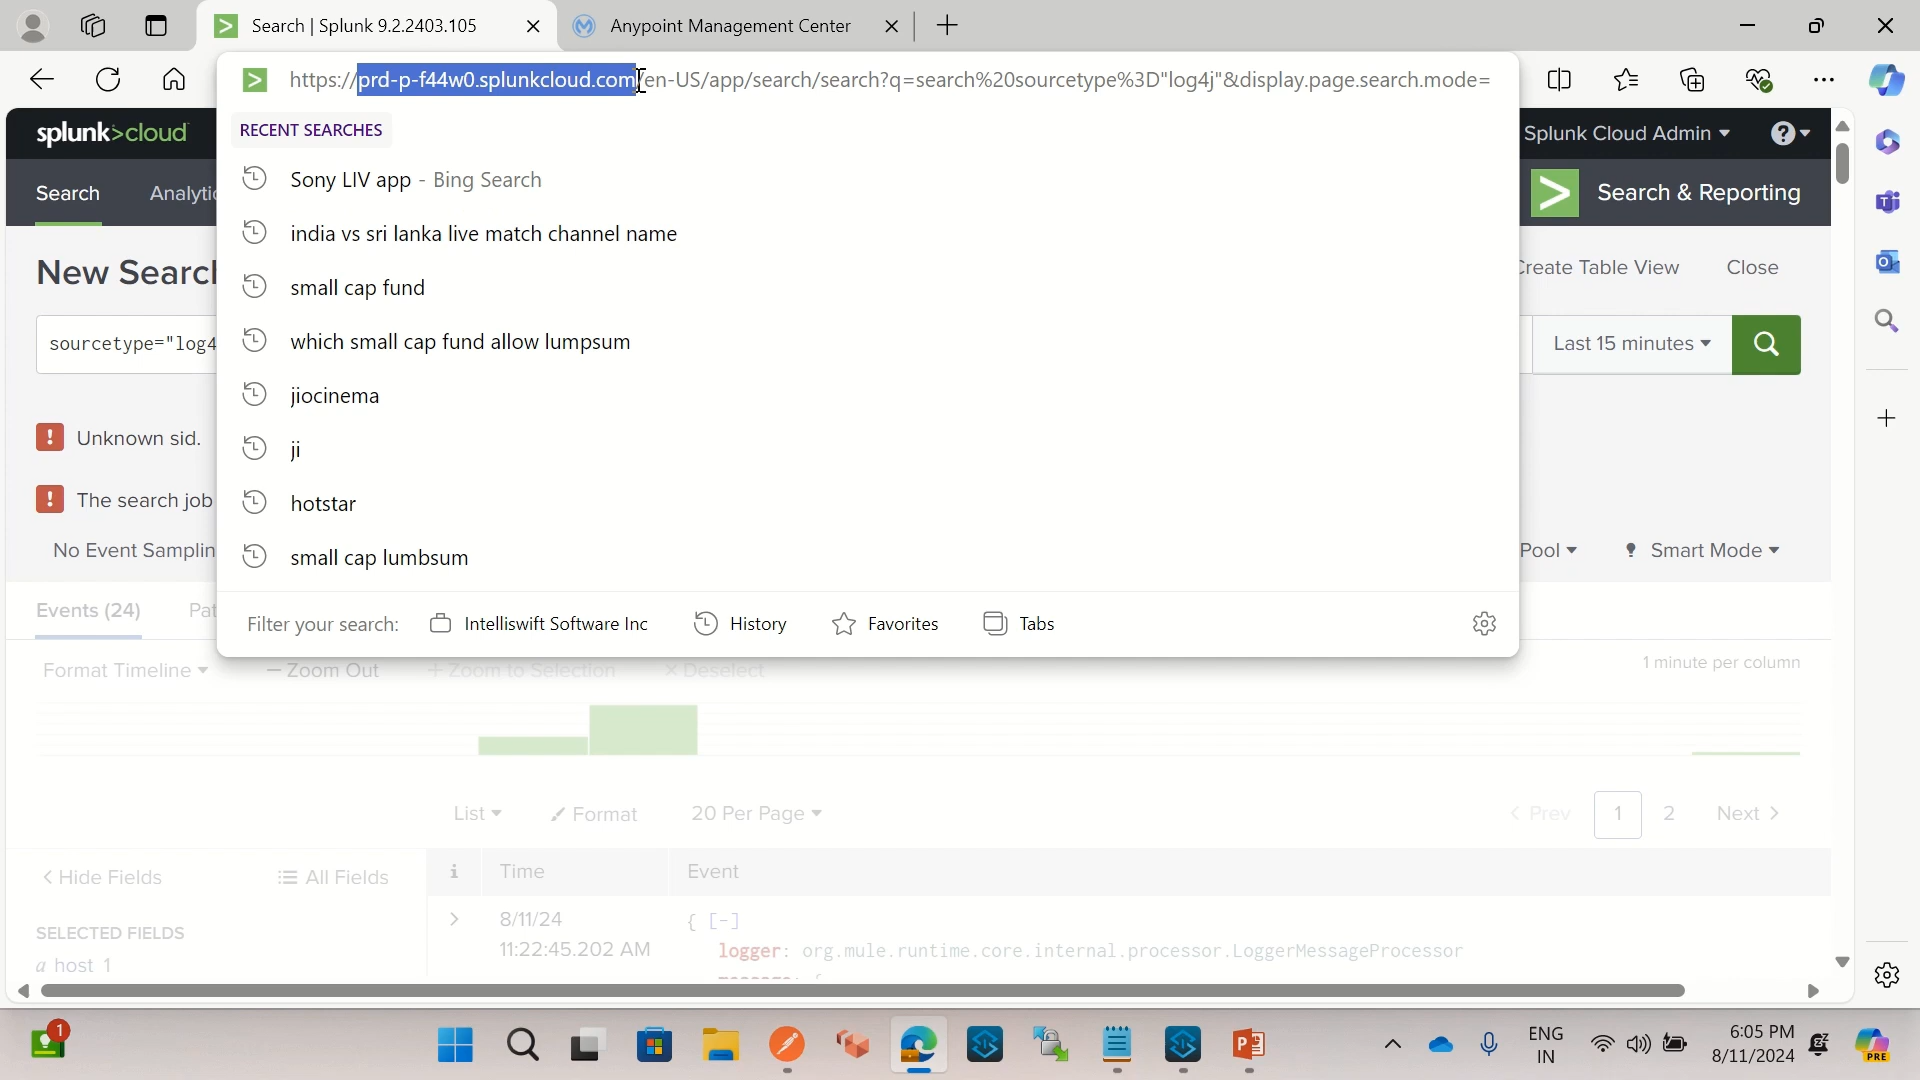 Search | Splunk 9.2.2403.105
Anypoint Management Center
https://prd-p-f44w0.splunkcloud.com/en-US/app/search/search?q=search%20sourcetype%3D"log4j"&display.page.search.mode=
splunk>cloud
Splunk Cloud Admin
RECENT SEARCHES
Search
Analytic
Search & Reporting
Sony LIV app - Bing Search
india vs sri lanka live match channel name
New Search
Create Table View
Close
small cap fund
sourcetype="log4
which small cap fund allow lumpsum
Last 15 minutes
jiocinema
Unknown sid.
ji
The search job
hotstar
No Event Samplin
small cap lumbsum
Pool
Smart Mode
Events (24)
Pat
Filter your search:
Intelliswift Software Inc
History
Favorites
Tabs
Format Timeline
— Zoom Out
+ Zoom to Selection
× Deselect
1 minute per column
List
Format
20 Per Page
< Prev
1
2
Next >
< Hide Fields
All Fields
i
Time
Event
SELECTED FIELDS
a host 1
>
8/11/24
11:22:45.202 AM
{ [-]
logger: org.mule.runtime.core.internal.processor.LoggerMessageProcessor
1
ENG
IN
6:05 PM
8/11/2024
PRE